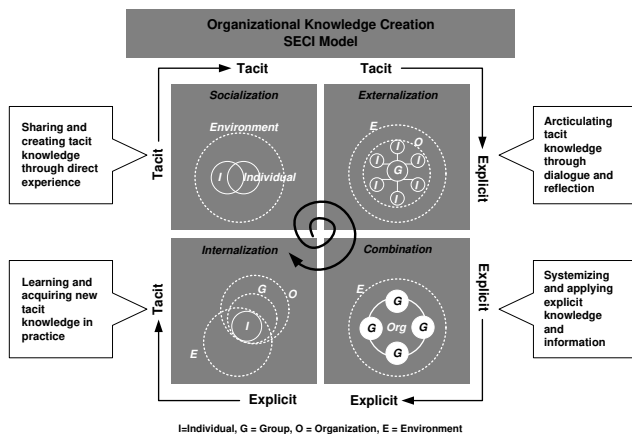 Organizational Knowledge Creation
SECI Model
Tacit
Tacit
Socialization
Environment
I
Individual
Externalization
E
O
I
I
I
G
I
I
I
Sharing and
creating tacit
knowledge
through direct
experience
Tacit
Explicit
Arcticulating
tacit
knowledge
through
dialogue and
reflection
Internalization
G
O
I
E
Combination
E
G
G
Org
G
G
Learning and
acquiring new
tacit
knowledge in
practice
Tacit
Explicit
Systemizing
and applying
explicit
knowledge
and
information
Explicit
Explicit
I=Individual, G = Group, O = Organization, E = Environment